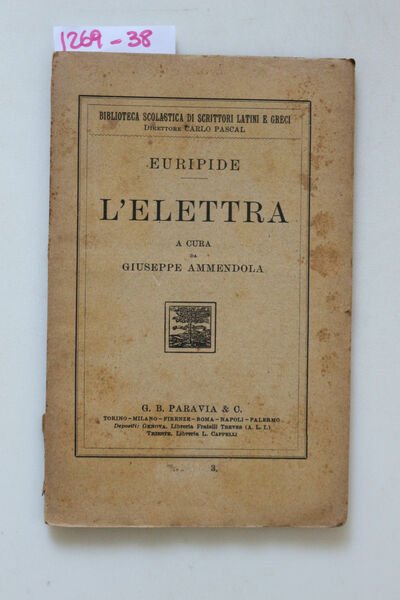 1269-38
BIBLIOTECA SCOLASTICA DI SCRITTORI LATINI E GRECI
DIRETTORE CARLO PASCAL
EURIPIDE
L'ELETTRA
A CURA
DA
GIUSEPPE AMMENDOLA
G. B. PARAVIA & C.
TORINO-MILANO-FIRENZE-ROMA-NAPOLI-PALERMO
Depositi: GENOVA, Libreria Fratelli TREVES (A. L. I.)
TRIESTE, Libreria L. CAPPELLI
3.